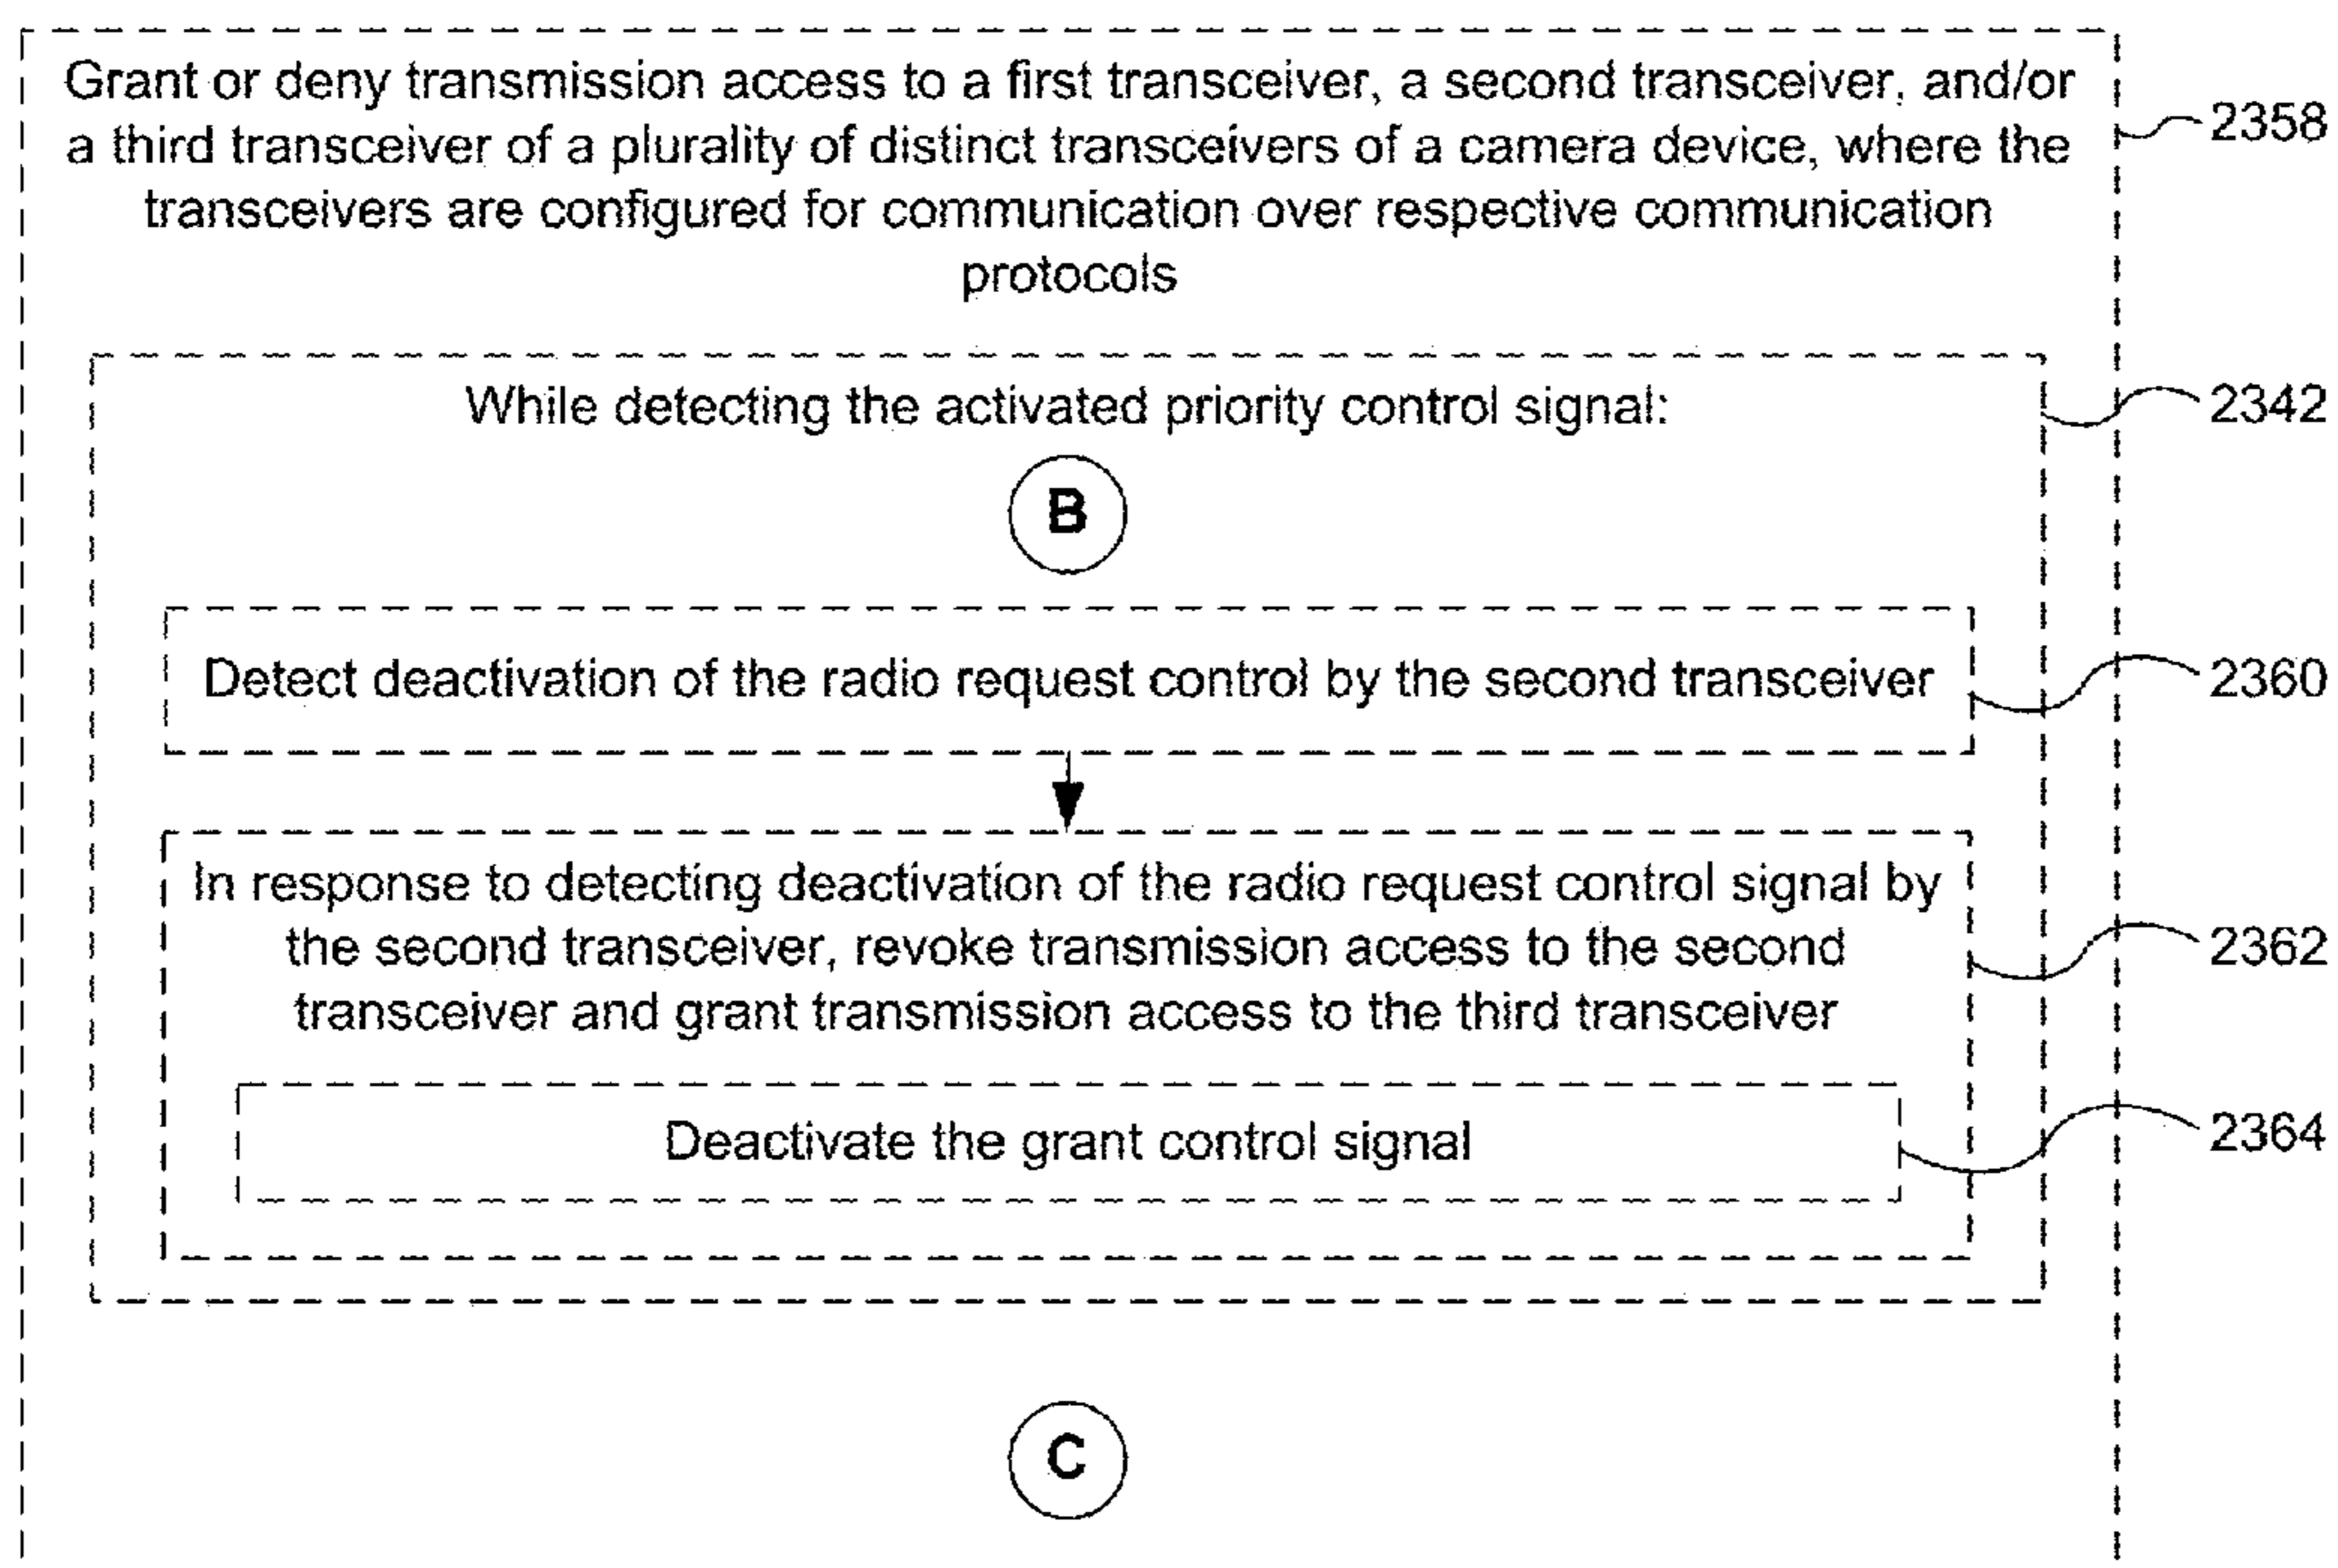 Grant or deny transmission access to a first transceiver, a second transceiver, and/or
a third transceiver of a plurality of distinct transceivers of a camera device, where the
transceivers are configured for communication over respective communication
protocols
2358
While detecting the activated priority control signal:
2342
B
Detect deactivation of the radio request control by the second transceiver
2360
In response to detecting deactivation of the radio request control signal by
the second transceiver, revoke transmission access to the second
transceiver and grant transmission access to the third transceiver
2362
Deactivate the grant control signal
2364
C